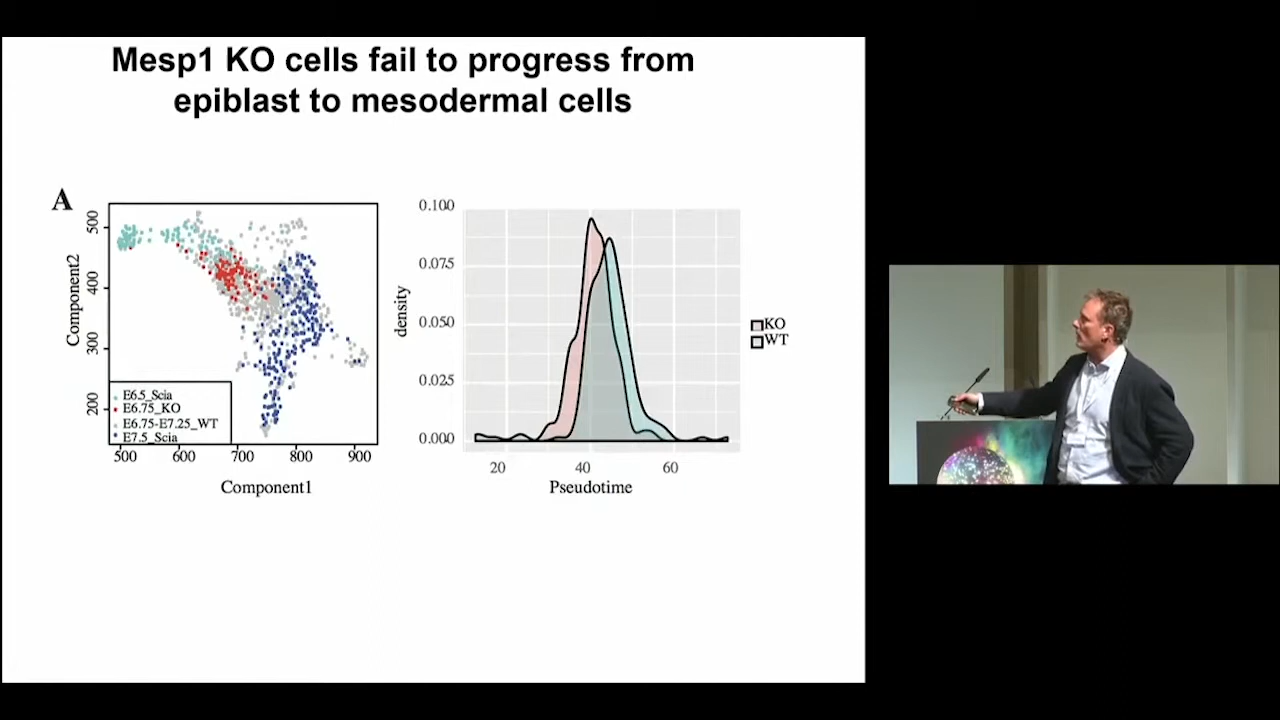 Mesp1 KO cells fail to progress from
epiblast to mesodermal cells
A
500
400
300
200
Component2
E6.5_Scia
E6.75_KO
E6.75-E7.25_WT
E7.5_Scia
500 600 700 800 900
Component1
0.100
0.075
0.050
0.025
0.000
density
20 40 60
Pseudotime
KO
WT